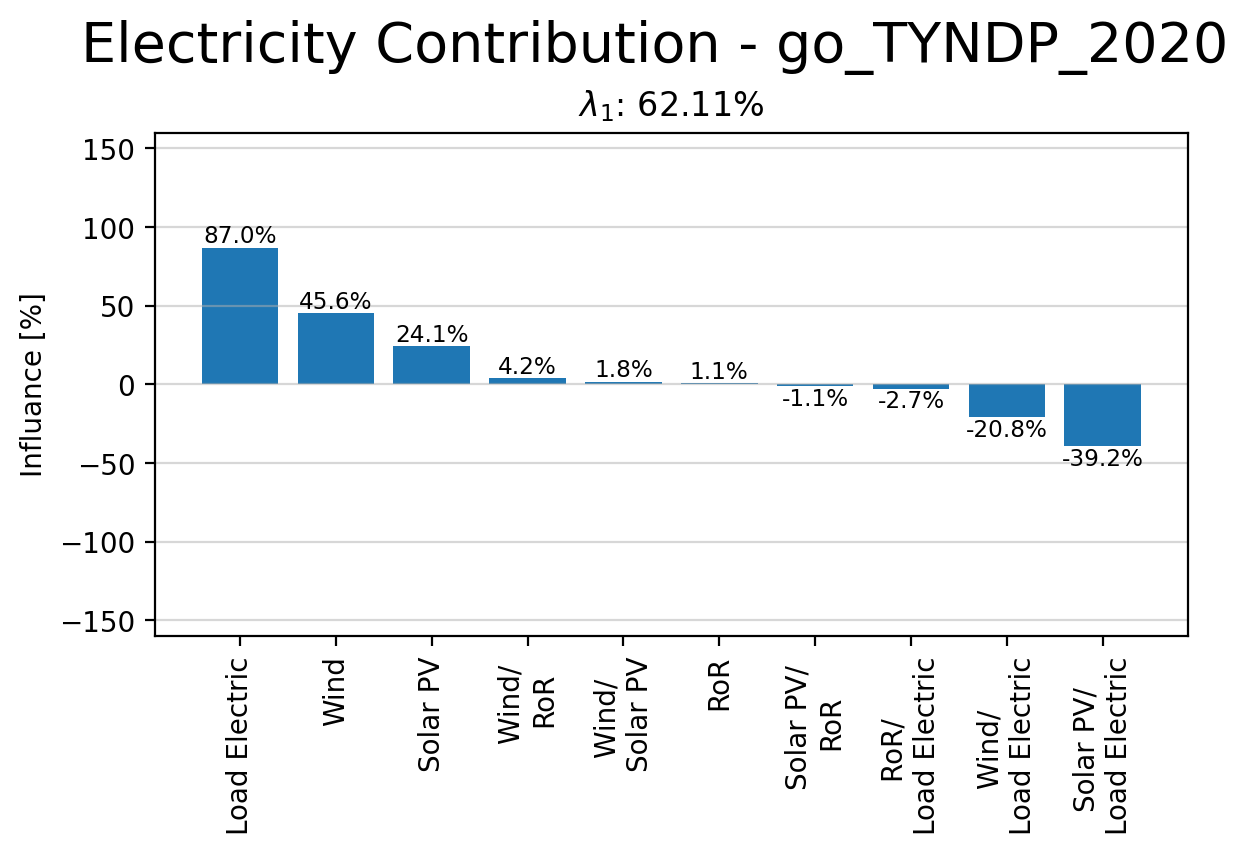 Electricity Contribution - go_TYNDP_2020
λ₁: 62.11%
Influance [%]
150
100
50
0
−50
−100
−150
87.0%
45.6%
24.1%
4.2%
1.8%
1.1%
-1.1%
-2.7%
-20.8%
-39.2%
Load Electric
Wind
Solar PV
Wind/
RoR
Wind/
Solar PV
RoR
Solar PV/
RoR
RoR/
Load Electric
Wind/
Load Electric
Solar PV/
Load Electric